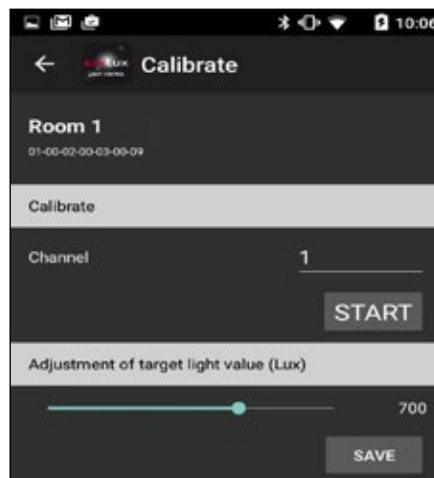 10:06
Calibrate
Room 1
01-00-02-00-03-00-09
Calibrate
Channel 1
START
Adjustment of target light value (Lux)
700
SAVE